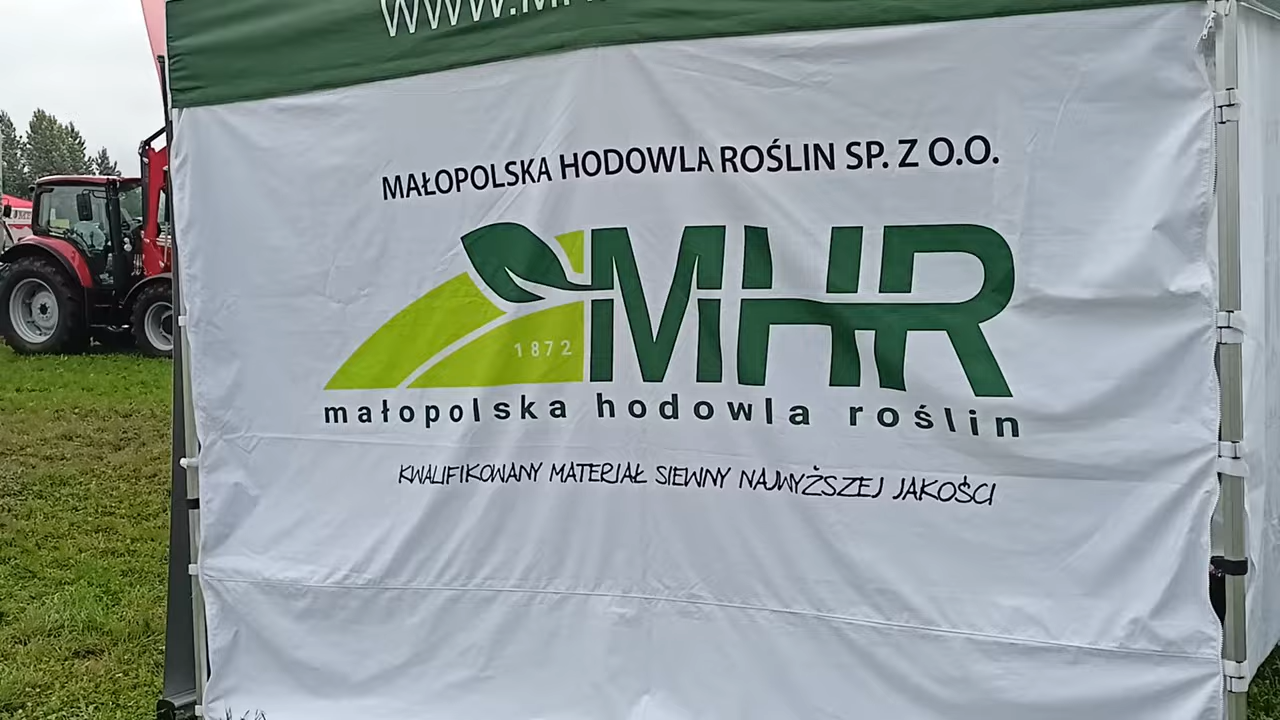 MAŁOPOLSKA HODOWLA ROŚLIN SP. Z O.O.
MHR
1872
małopolska hodowla roślin
KWALIFIKOWANY MATERIAŁ SIEWNY NAJWYŻSZEJ JAKOŚCI